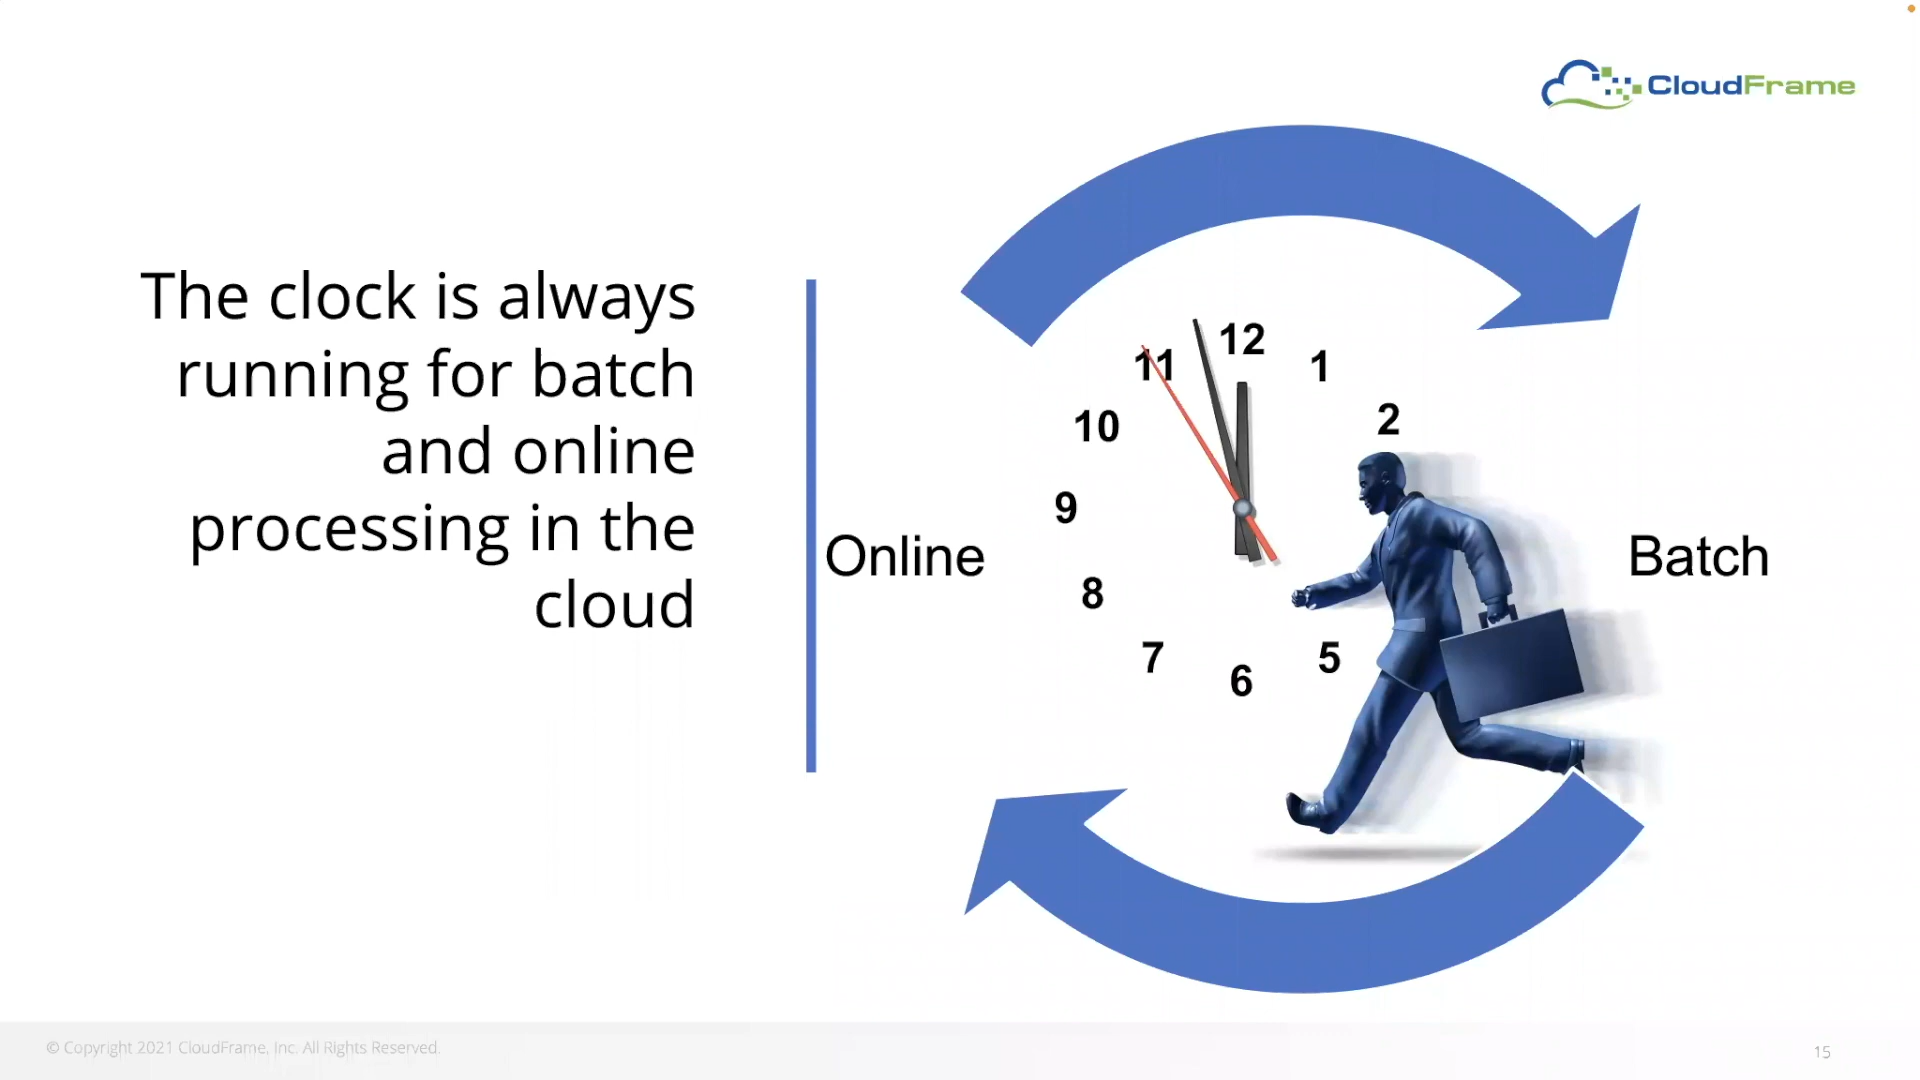 CloudFrame
The clock is always
running for batch
and online
processing in the
cloud
Online
Batch
12
1
2
5
6
7
8
9
10
11
© Copyright 2021 CloudFrame, Inc. All Rights Reserved.
15